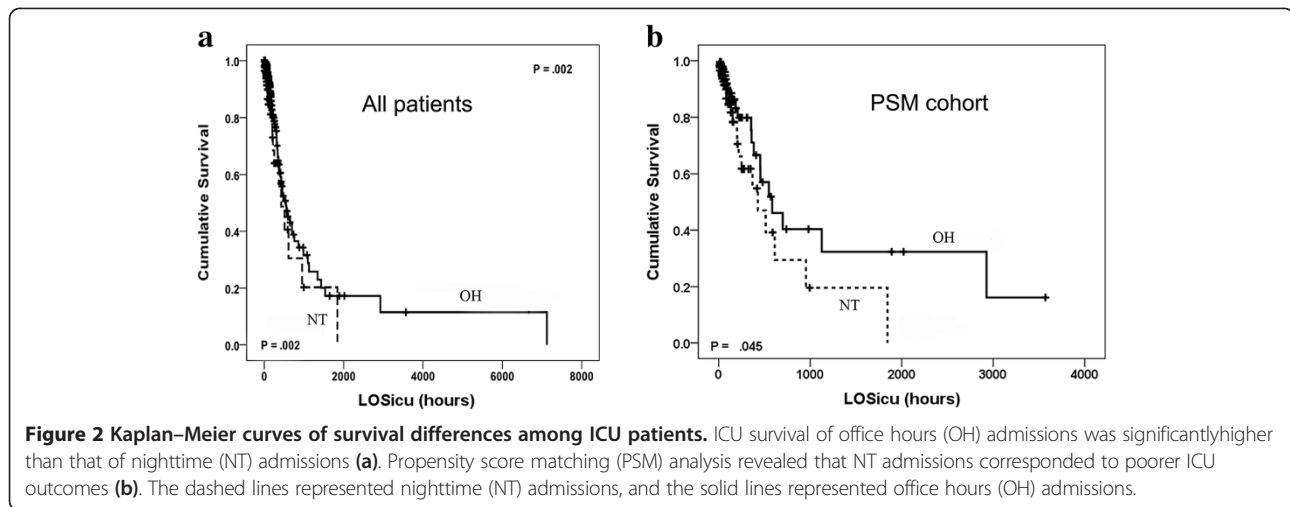 a
1.0
0.8
0.6
0.4
0.2
0.0
Cumulative Survival
P = .002
All patients
OH
NT
P = .002
0
2000
4000
6000
8000
LOSicu (hours)
b
1.0
0.8
0.6
0.4
0.2
0.0
Cumulative Survival
PSM cohort
OH
NT
P = .045
0
1000
2000
3000
4000
LOSicu (hours)
Figure 2 Kaplan–Meier curves of survival differences among ICU patients. ICU survival of office hours (OH) admissions was significantlyhigher
than that of nighttime (NT) admissions (a). Propensity score matching (PSM) analysis revealed that NT admissions corresponded to poorer ICU
outcomes (b). The dashed lines represented nighttime (NT) admissions, and the solid lines represented office hours (OH) admissions.